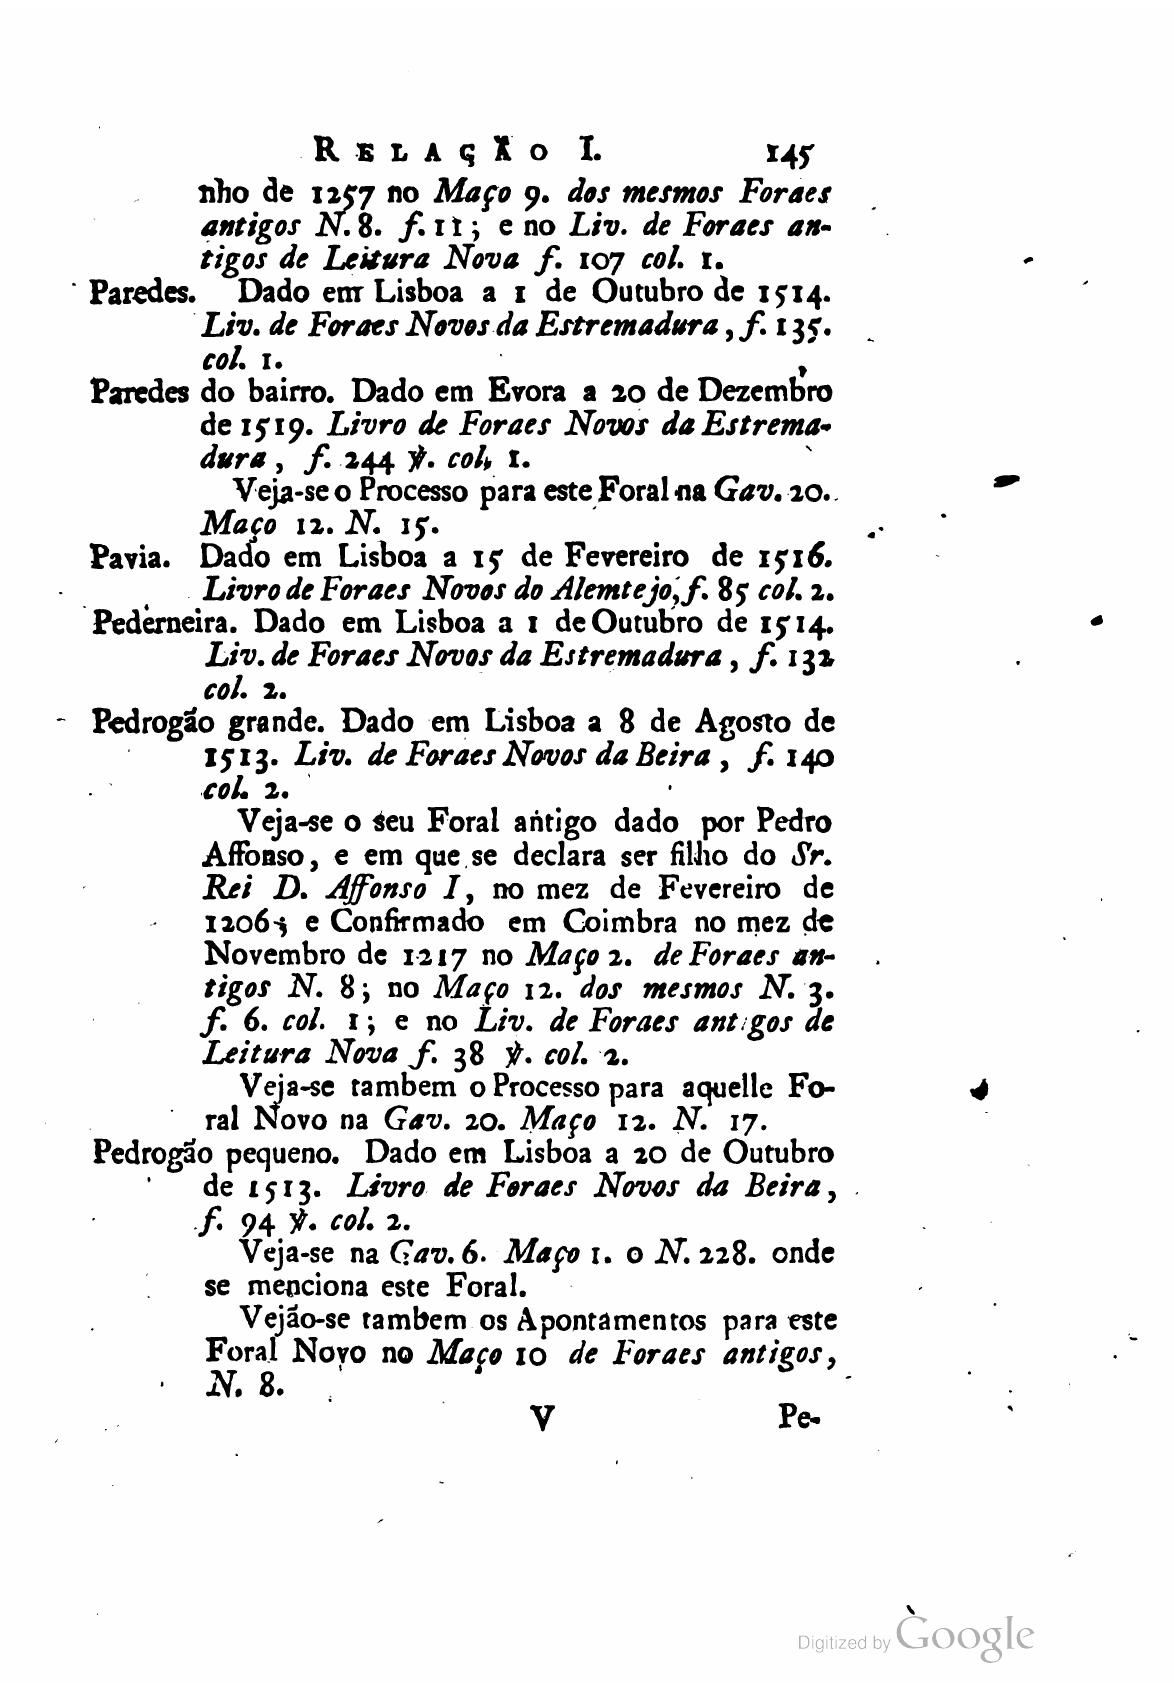 RELAÇÃO I. 145
nho de 1257 no Maço 9. dos mesmos Foraes
antigos N. 8. f. 11; e no Liv. de Foraes an-
tigos de Leitura Nova f. 107 col. 1.
Paredes. Dado em Lisboa a 1 de Outubro de 1514.
Liv. de Foraes Novos da Estremadura, f. 135.
col. 1.
Paredes do bairro. Dado em Evora a 20 de Dezembro
de 1519. Livro de Foraes Novos da Estrema-
dura, f. 244 ℣. col. 1.
Veja-se o Processo para este Foral na Gav. 20.
Maço 12. N. 15.
Pavia. Dado em Lisboa a 15 de Fevereiro de 1516.
Livro de Foraes Novos do Alemtejo, f. 85 col. 2.
Pederneira. Dado em Lisboa a 1 de Outubro de 1514.
Liv. de Foraes Novos da Estremadura, f. 132
col. 2.
Pedrogão grande. Dado em Lisboa a 8 de Agosto de
1513. Liv. de Foraes Novos da Beira, f. 140
col. 2.
Veja-se o seu Foral antigo dado por Pedro
Affonso, e em que se declara ser filho do Sr.
Rei D. Affonso I, no mez de Fevereiro de
1206; e Confirmado em Coimbra no mez de
Novembro de 1217 no Maço 2. de Foraes an-
tigos N. 8; no Maço 12. dos mesmos N. 3.
f. 6. col. 1; e no Liv. de Foraes antigos de
Leitura Nova f. 38 ℣. col. 2.
Veja-se tambem o Processo para aquelle Fo-
ral Novo na Gav. 20. Maço 12. N. 17.
Pedrogão pequeno. Dado em Lisboa a 20 de Outubro
de 1513. Livro de Foraes Novos da Beira,
f. 94 ℣. col. 2.
Veja-se na Gav. 6. Maço 1. o N. 228. onde
se menciona este Foral.
Vejão-se tambem os Apontamentos para este
Foral Novo no Maço 10 de Foraes antigos,
N. 8.
V Pe-
Digitized by Google